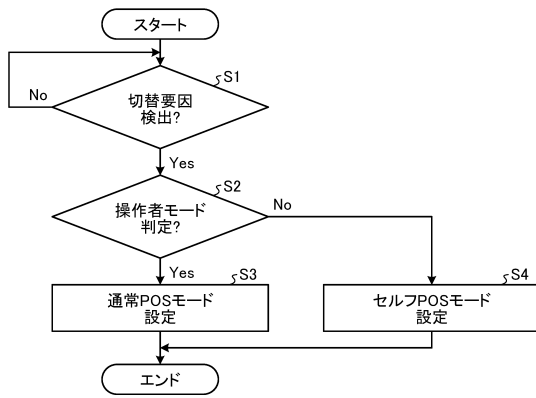 スタート
S1
切替要因
検出?
No
Yes
S2
操作者モード
判定?
No
Yes
S3
通常POSモード
設定
S4
セルフPOSモード
設定
エンド